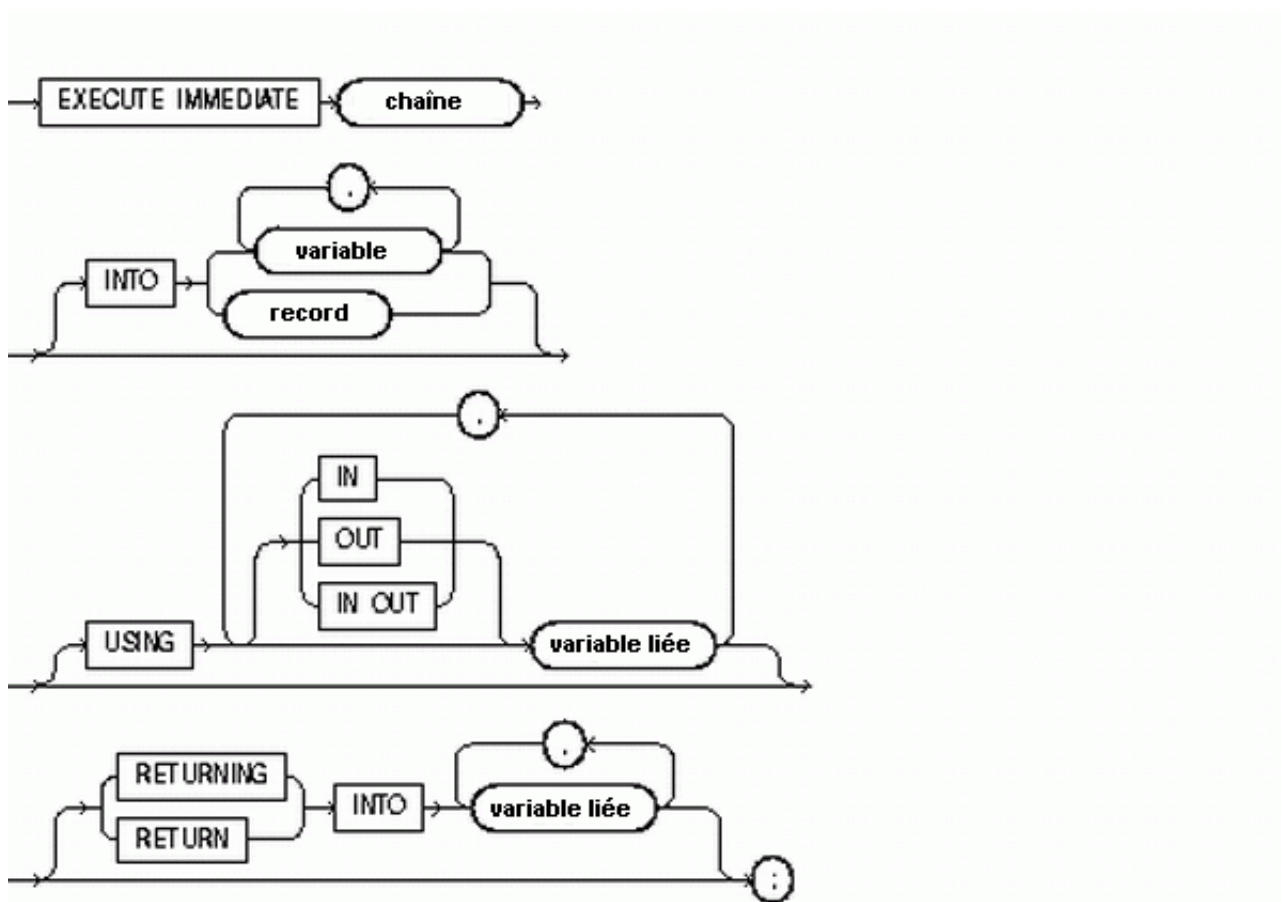 EXECUTE IMMEDIATE chaîne
,
variable
INTO
record
,
IN
OUT
IN OUT
USING variable liée
,
RETURNING
INTO variable liée
RETURN
;